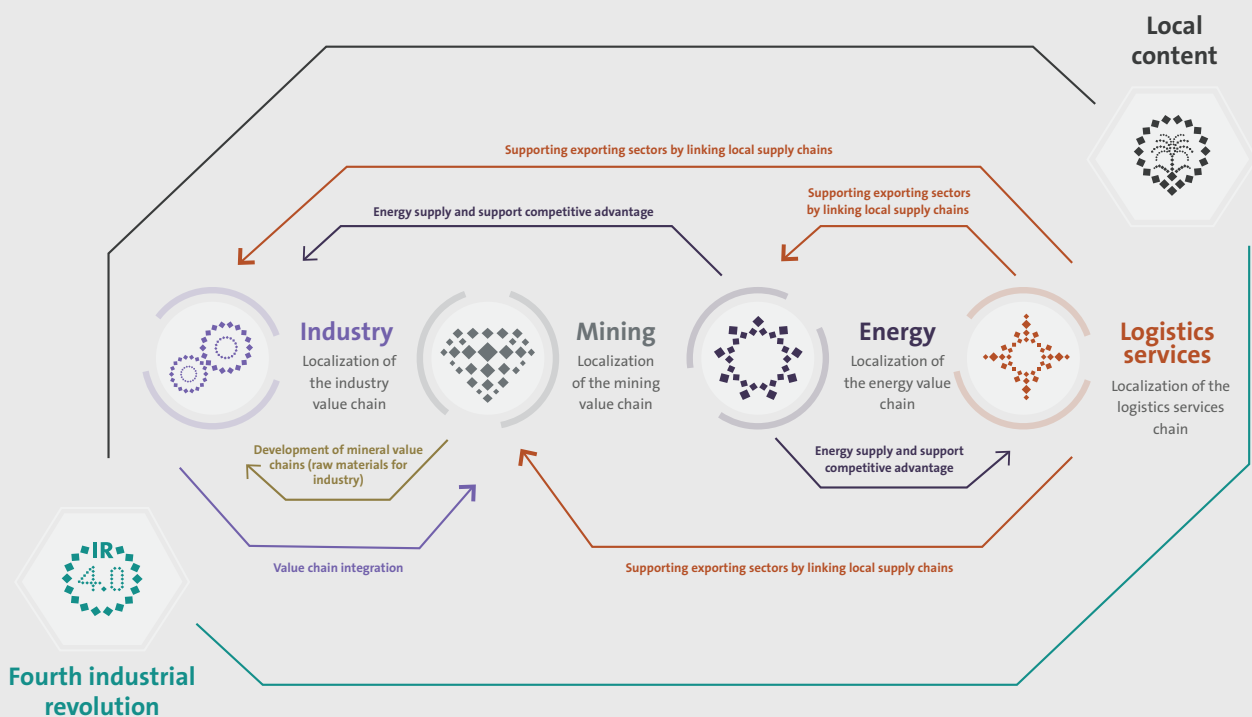 Local
content
Supporting exporting sectors by linking local supply chains
Supporting exporting sectors
by linking local supply chains
Energy supply and support competitive advantage
Industry
Localization of
the industry
value chain
Mining
Localization
of the mining
value chain
Energy
Localization of
the energy value
chain
Logistics
services
Localization of the
logistics services
chain
Development of mineral value
chains (raw materials for
industry)
Energy supply and support
competitive advantage
Value chain integration
Supporting exporting sectors by linking local supply chains
IR
4.0
Fourth industrial
revolution